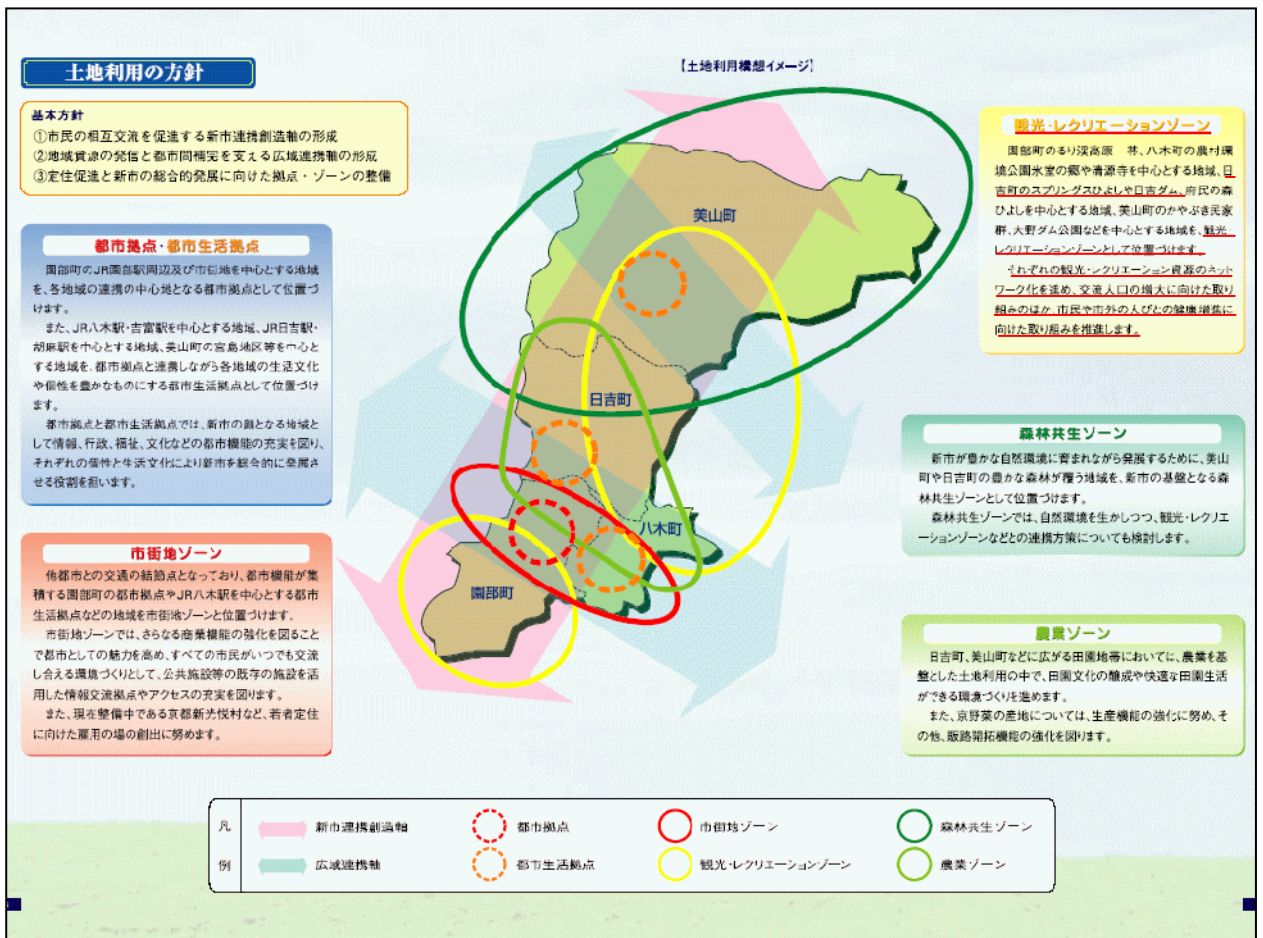 土地利用の方針
基本方針
①市民の相互交流を促進する新市連携創造軸の形成
②地域資源の発信と都市間補完を支える広域連携軸の形成
③定住促進と新市の総合的発展に向けた拠点・ゾーンの整備
都市拠点・都市生活拠点
園部町のJR園部駅周辺及び市街地を中心とする地域
を、各地域の連携の中心地となる都市拠点として位置づ
けます。
また、JR八木駅・吉富駅を中心とする地域、JR日吉駅・
胡麻駅を中心とする地域、美山町の宮島地区等を中心と
する地域を、都市拠点と連携しながら各地域の生活文化
や個性を豊かなものにする都市生活拠点として位置づけ
ます。
都市拠点と都市生活拠点では、新市の顔となる地域と
して情報、行政、福祉、文化などの都市機能の充実を図り、
それぞれの個性と生活文化により新市を総合的に発展さ
せる役割を担います。
市街地ゾーン
他都市との交通の結節点となっており、都市機能が集
積する園部町の都市拠点やJR八木駅を中心とする都市
生活拠点などの地域を市街地ゾーンと位置づけます。
市街地ゾーンでは、さらなる商業機能の強化を図ること
で都市としての魅力を高め、すべての市民がいつでも交流
し合える環境づくりとして、公共施設等の既存の施設を活
用した情報交流拠点やアクセスの充実を図ります。
また、現在整備中である京都新光悦村など、若者定住
に向けた雇用の場の創出に努めます。
【土地利用構想イメージ】
美山町
日吉町
八木町
園部町
観光・レクリエーションゾーン
園部町のるり渓高原 、八木町の農村環
境公園氷室の郷や清源寺を中心とする地域、日
吉町のスプリングスひよしや日吉ダム、府民の森
ひよしを中心とする地域、美山町のかやぶき民家
群、大野ダム公園などを中心とする地域を、観光・
レクリエーションゾーンとして位置づけます。
それぞれの観光・レクリエーション資源のネット
ワーク化を進め、交流人口の増大に向けた取り
組みのほか、市民や市外の人びとの健康増進に
向けた取り組みを推進します。
森林共生ゾーン
新市が豊かな自然環境に育まれながら発展するために、美山
町や日吉町の豊かな森林が覆う地域を、新市の基盤となる森
林共生ゾーンとして位置づけます。
森林共生ゾーンでは、自然環境を生かしつつ、観光・レクリエ
ーションゾーンなどとの連携方策についても検討します。
農業ゾーン
日吉町、美山町などに広がる田園地帯においては、農業を基
盤とした土地利用の中で、田園文化の醸成や快適な田園生活
ができる環境づくりを進めます。
また、京野菜の産地については、生産機能の強化に努め、そ
の他、販路開拓機能の強化を図ります。
凡例
新市連携創造軸
都市拠点
市街地ゾーン
森林共生ゾーン
広域連携軸
都市生活拠点
観光・レクリエーションゾーン
農業ゾーン